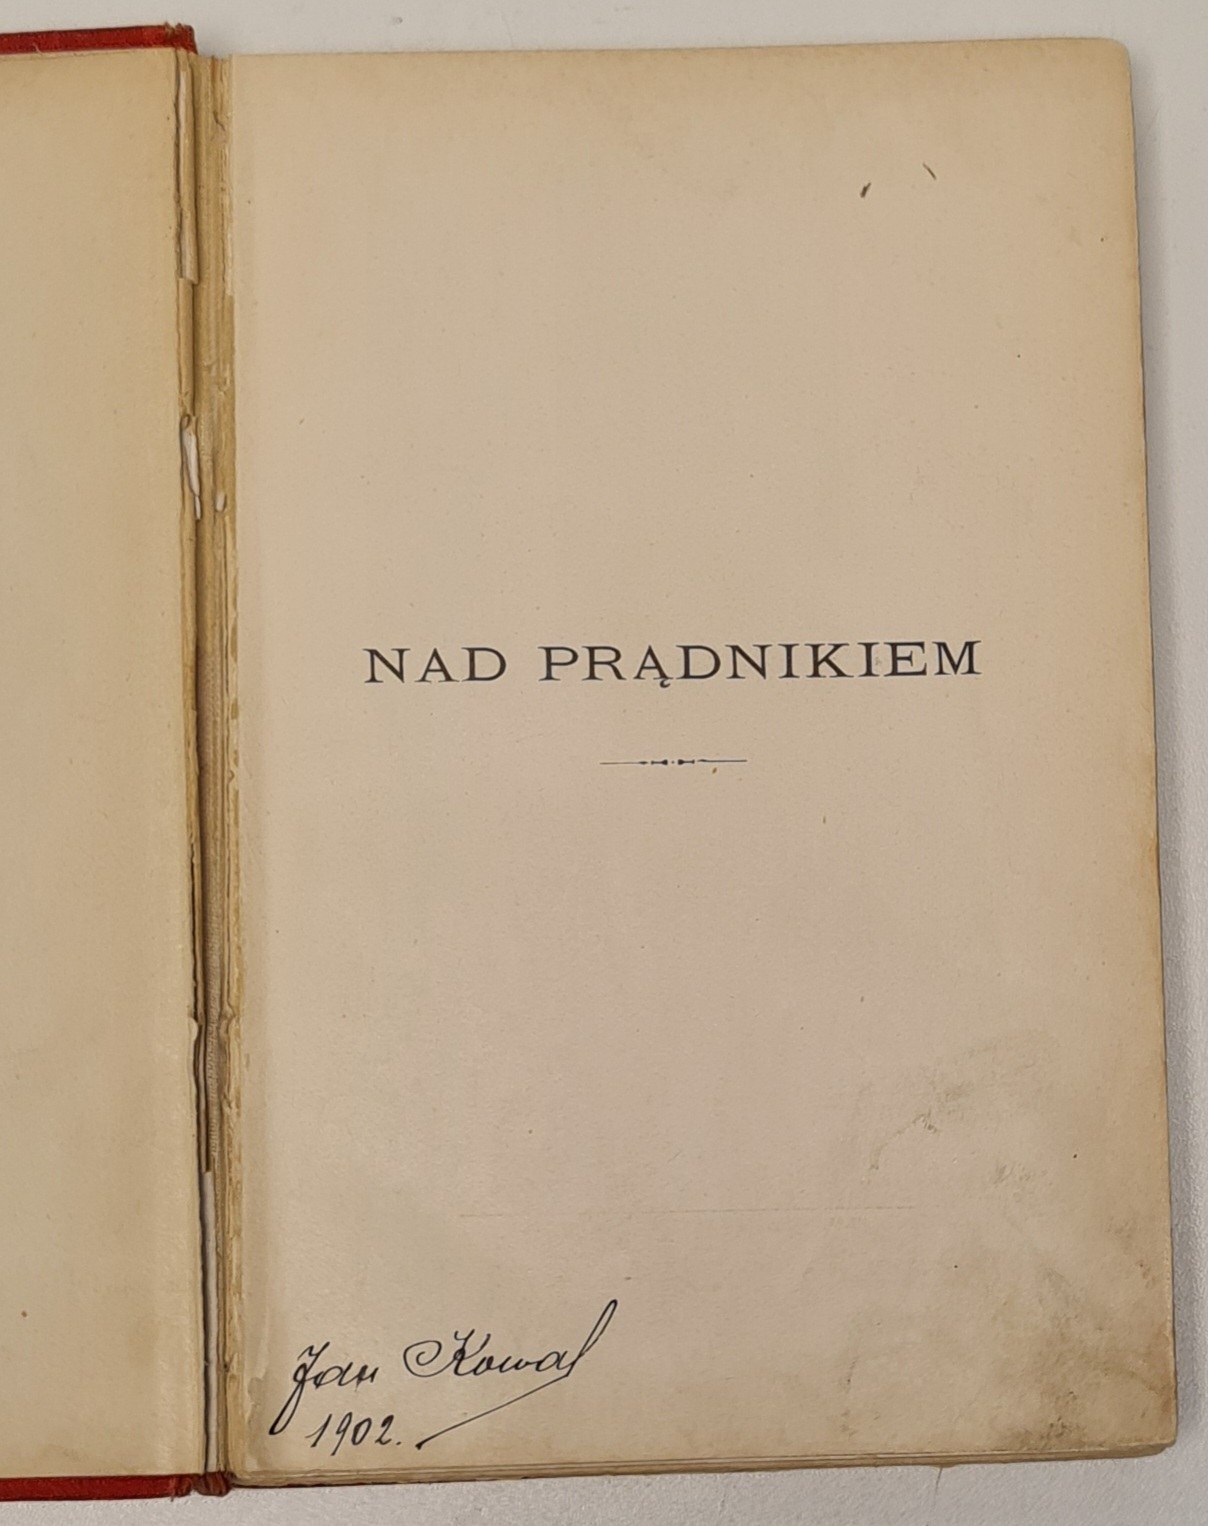 NAD PRĄDNIKIEM
Jan Kowal
1902.